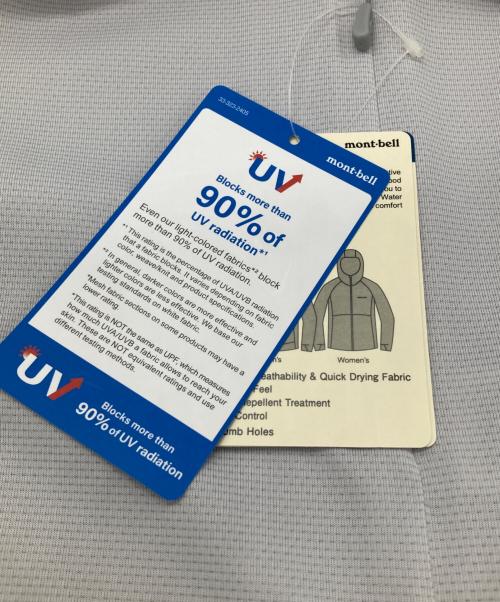 33-323-2405
mont-bell
UV
Blocks more than
90% of
UV radiation*¹
Even our light-colored fabrics*² block
more than 90% of UV radiation.
*¹ This rating is the percentage of UVA/UVB radiation
that a fabric blocks. It varies depending on fabric
color, weave/knit and product specifications.
*² In general, darker colors are more effective and
lighter colors are less effective. We base our
testing standards on white fabric.
*Mesh fabric sections on some products may have a
lower rating.
*This rating is NOT the same as UPF, which measures
how much UVA/UVB a fabric allows to reach your
skin. These are NOT equivalent ratings and use
different testing methods.
UV
Blocks more than
90% of UV radiation
mont-bell
Water
comfort
Women's
eathability & Quick Drying Fabric
Feel
epellent Treatment
Control
umb Holes